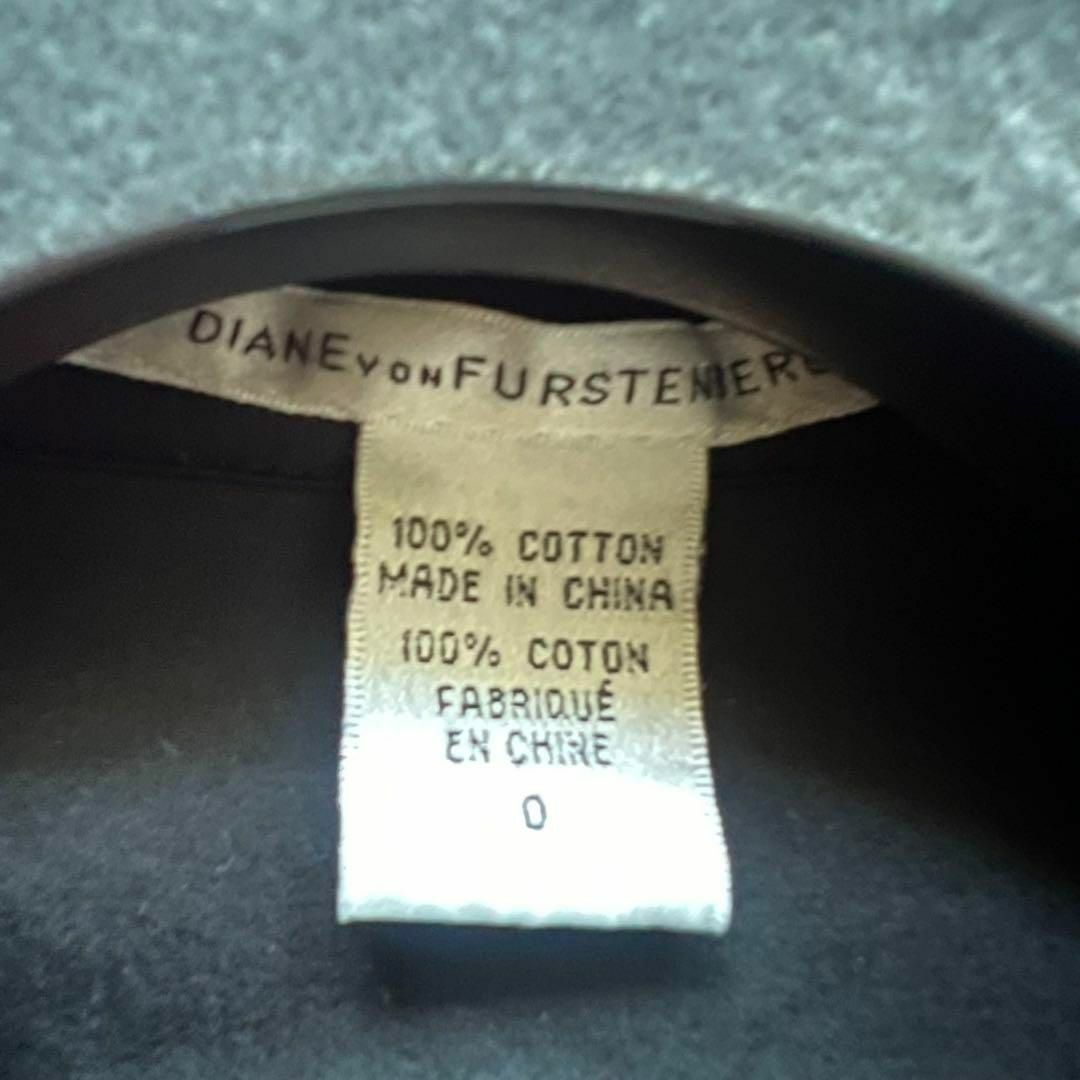 DIANE VON FURSTENBERG
100% COTTON
MADE IN CHINA
100% COTON
FABRIQUÉ
EN CHINE
0